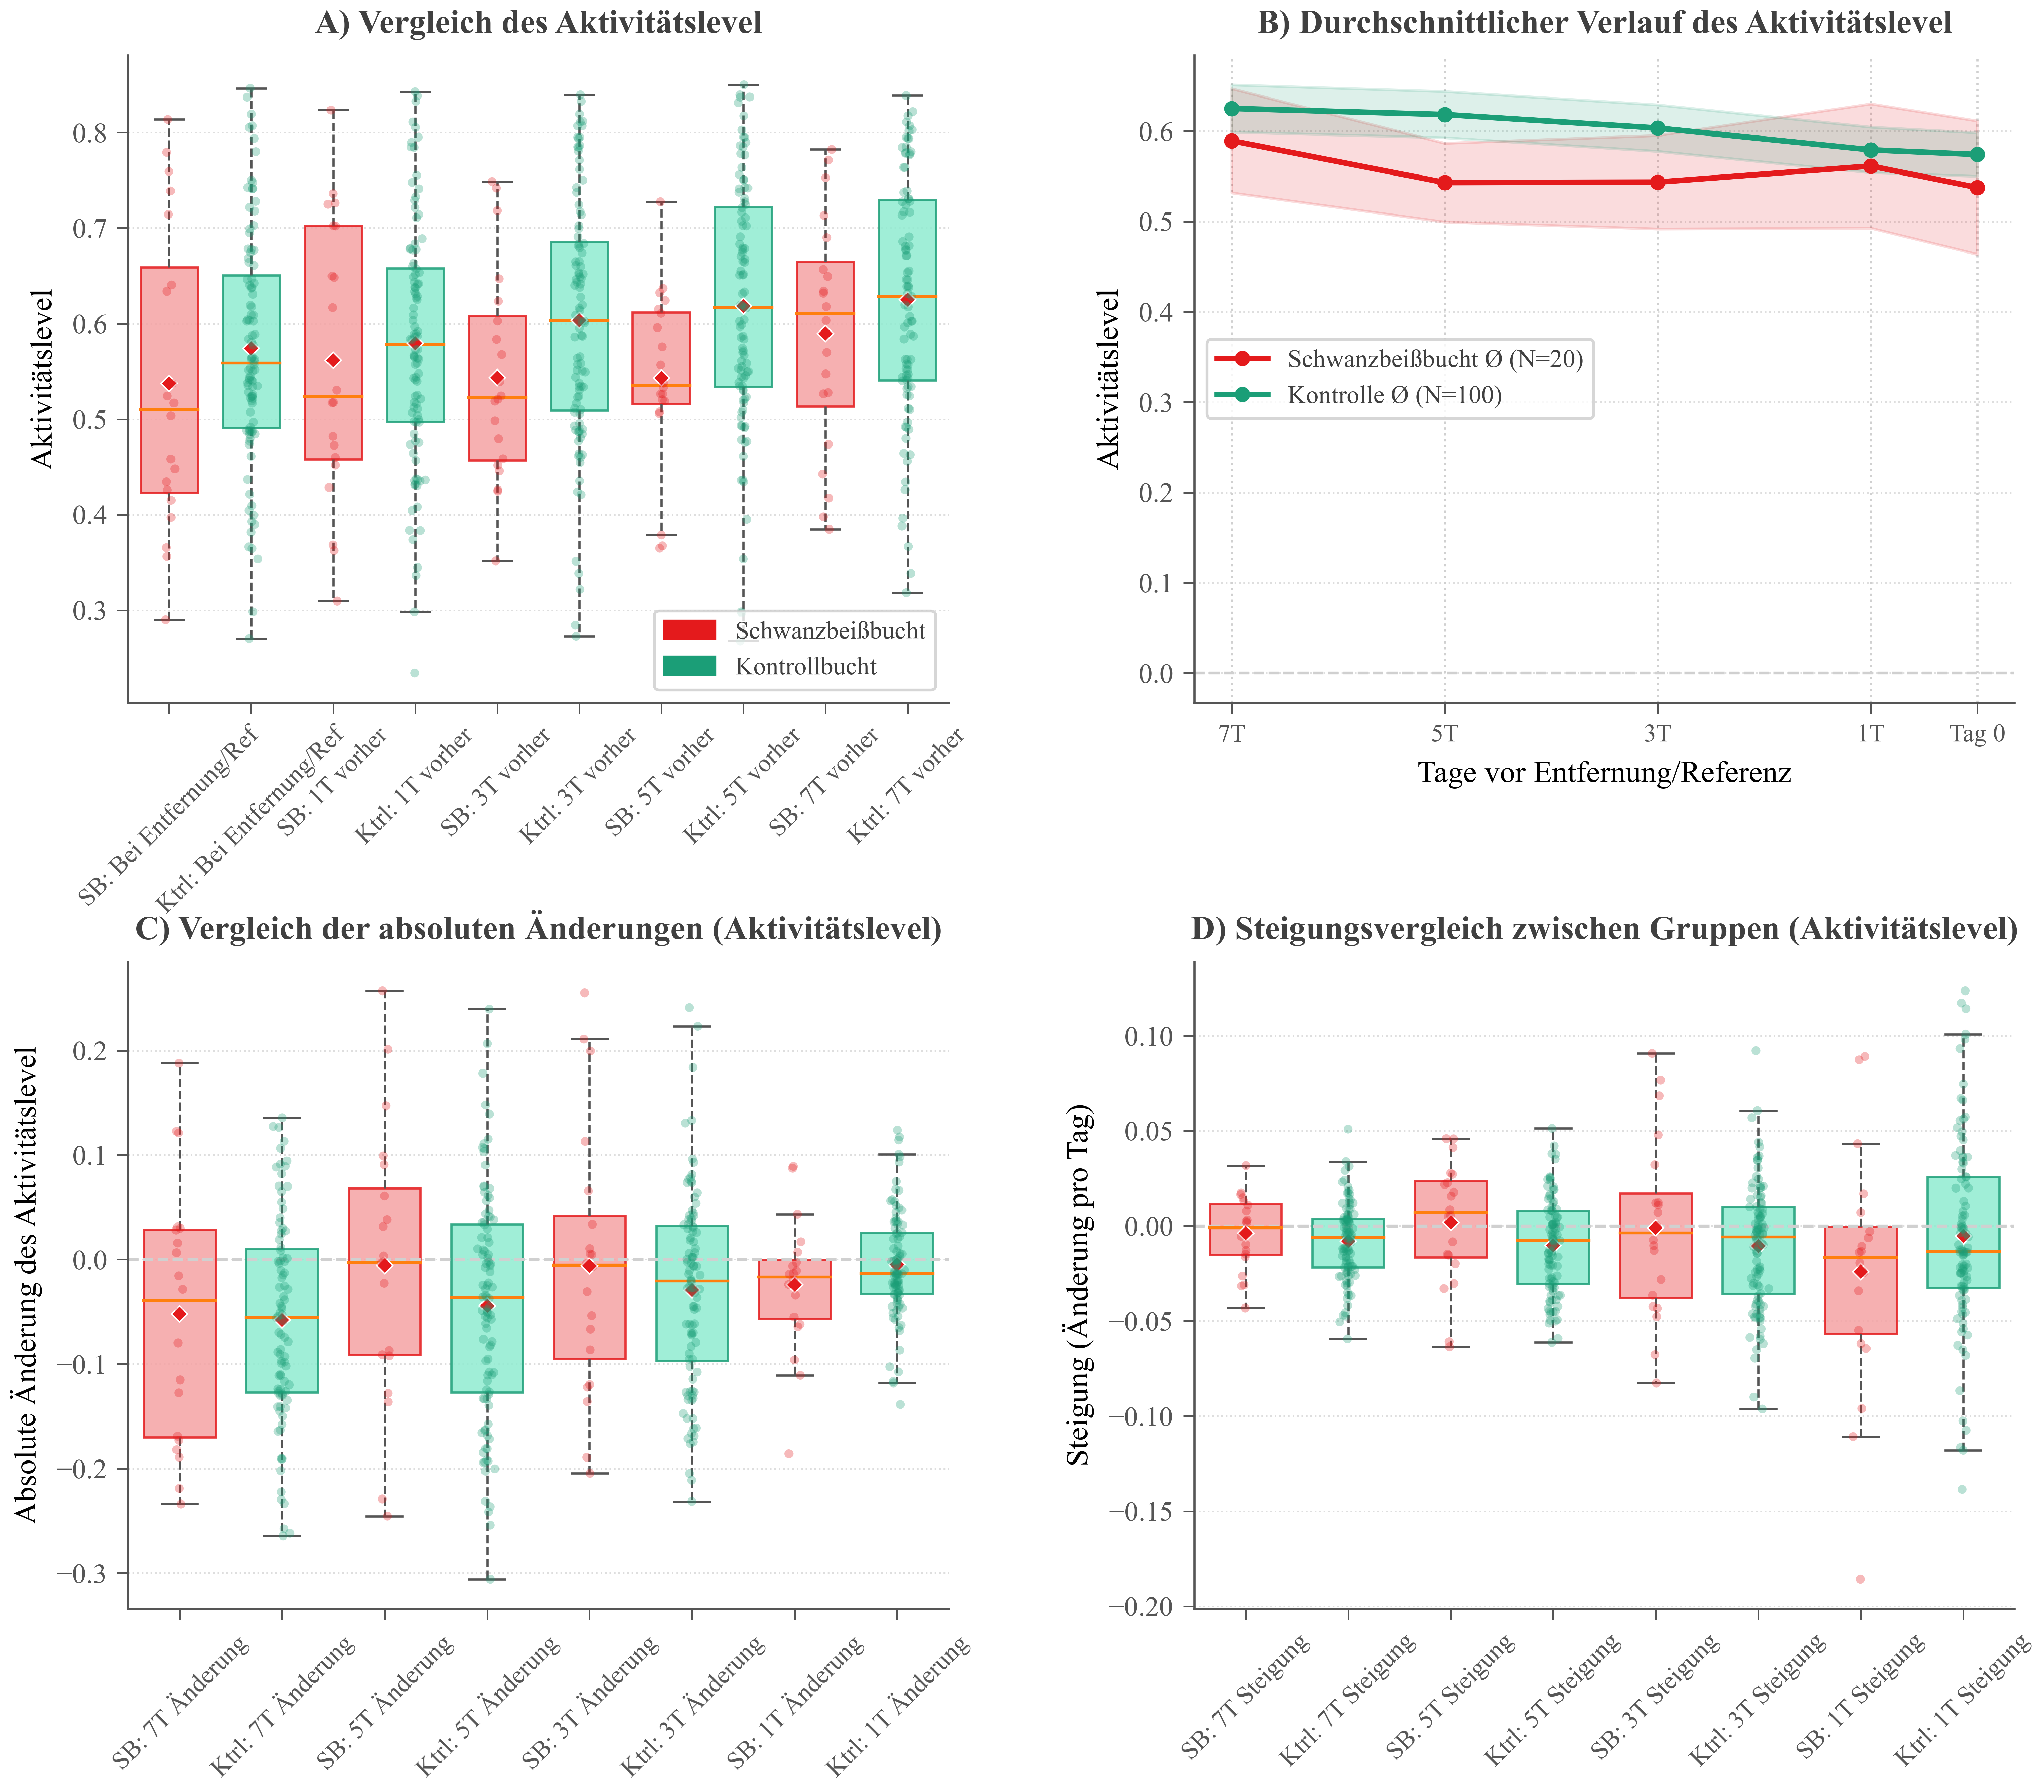 A) Vergleich des Aktivitätslevel
Aktivitätslevel
0.8
0.7
0.6
0.5
0.4
0.3
Schwanzbeißbucht
Kontrollbucht
SB: Bei Entfernung/Ref
Ktrl: Bei Entfernung/Ref
SB: 1T vorher
Ktrl: 1T vorher
SB: 3T vorher
Ktrl: 3T vorher
SB: 5T vorher
Ktrl: 5T vorher
SB: 7T vorher
Ktrl: 7T vorher
B) Durchschnittlicher Verlauf des Aktivitätslevel
Aktivitätslevel
0.6
0.5
0.4
0.3
0.2
0.1
0.0
Schwanzbeißbucht Ø (N=20)
Kontrolle Ø (N=100)
7T
5T
3T
1T
Tag 0
Tage vor Entfernung/Referenz
C) Vergleich der absoluten Änderungen (Aktivitätslevel)
Absolute Änderung des Aktivitätslevel
0.2
0.1
0.0
−0.1
−0.2
−0.3
SB: 7T Änderung
Ktrl: 7T Änderung
SB: 5T Änderung
Ktrl: 5T Änderung
SB: 3T Änderung
Ktrl: 3T Änderung
SB: 1T Änderung
Ktrl: 1T Änderung
D) Steigungsvergleich zwischen Gruppen (Aktivitätslevel)
Steigung (Änderung pro Tag)
0.10
0.05
0.00
−0.05
−0.10
−0.15
−0.20
SB: 7T Steigung
Ktrl: 7T Steigung
SB: 5T Steigung
Ktrl: 5T Steigung
SB: 3T Steigung
Ktrl: 3T Steigung
SB: 1T Steigung
Ktrl: 1T Steigung